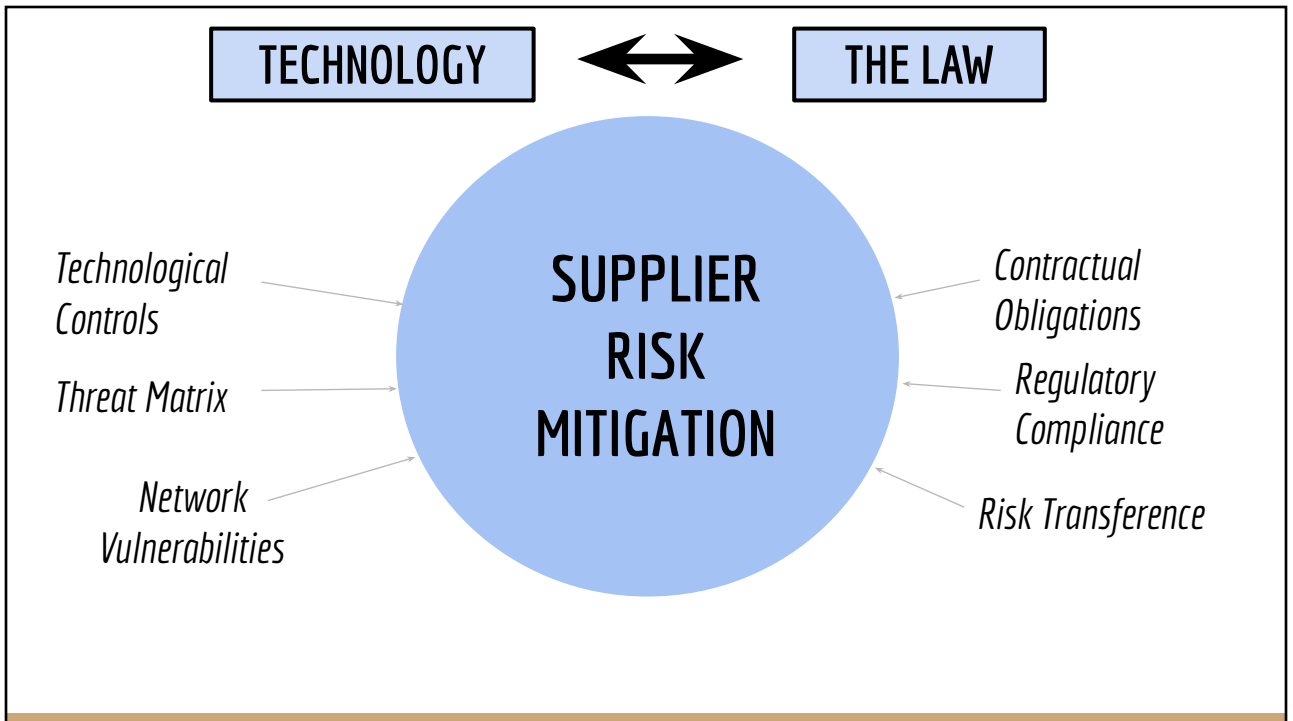 TECHNOLOGY
THE LAW
SUPPLIER
RISK
MITIGATION
Technological
Controls
Threat Matrix
Network
Vulnerabilities
Contractual
Obligations
Regulatory
Compliance
Risk Transference